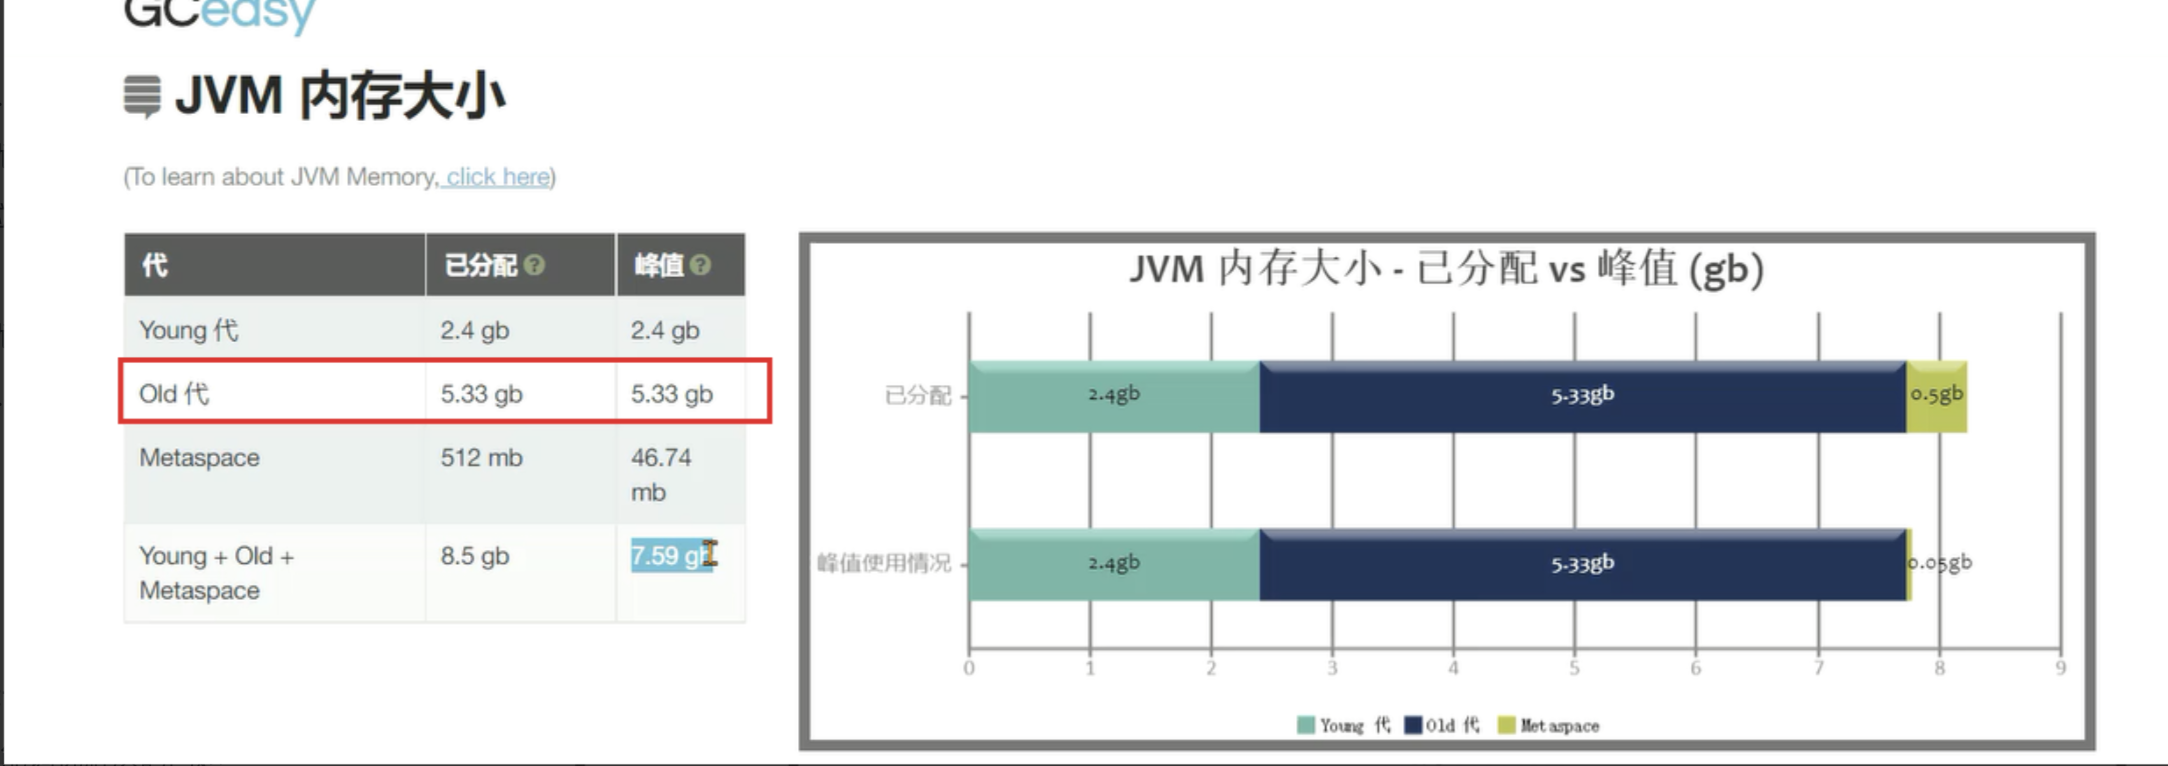 GCeasy
JVM 内存大小
(To learn about JVM Memory, click here)
代 已分配 峰值
Young 代 2.4 gb 2.4 gb
Old 代 5.33 gb 5.33 gb
Metaspace 512 mb 46.74
mb
Young + Old + 8.5 gb 7.59 gb
Metaspace
JVM 内存大小 - 已分配 vs 峰值 (gb)
已分配 2.4gb 5.33gb 0.5gb
峰值使用情况 2.4gb 5.33gb 0.05gb
0 1 2 3 4 5 6 7 8 9
Young 代 Old 代 Metaspace